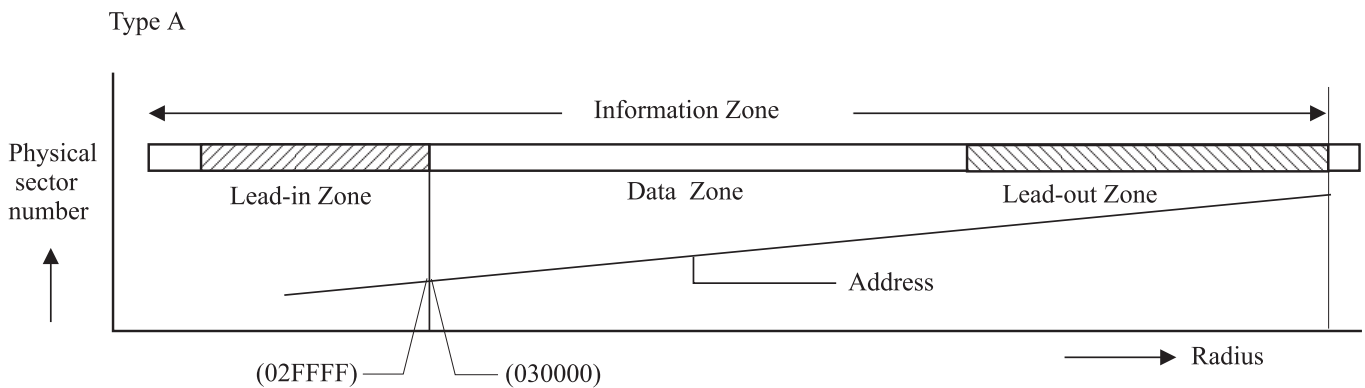 Type A
Information Zone
Physical
sector
number
Lead-in Zone
Data Zone
Lead-out Zone
Address
(02FFFF)
(030000)
Radius